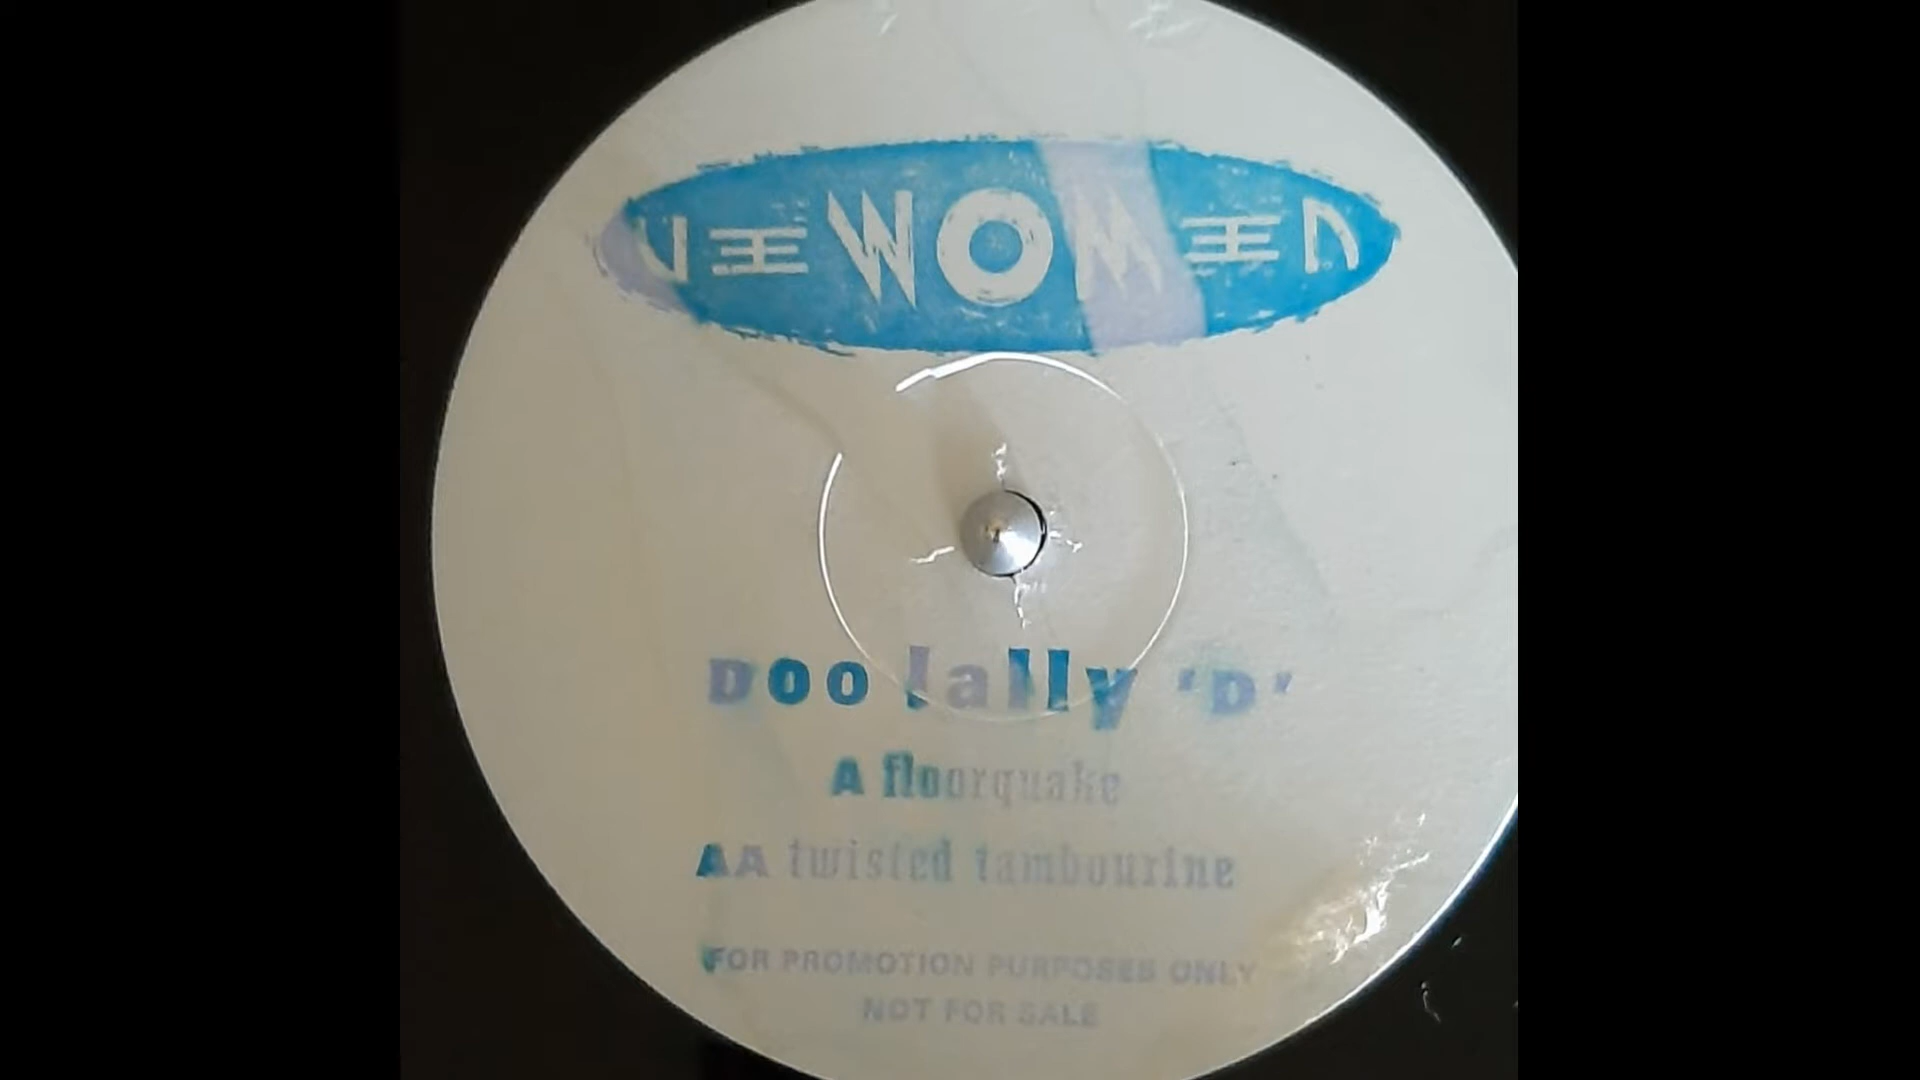 NEWOMEN
Doo lally 'D'
A floorquake
AA twisted tambourine
FOR PROMOTION PURPOSES ONLY
NOT FOR SALE